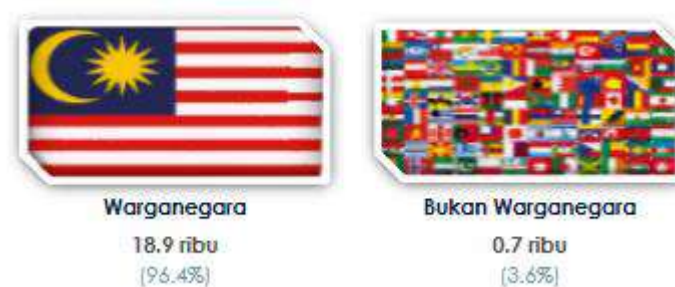 Warganegara
18.9 ribu
(96.4%)
Bukan Warganegara
0.7 ribu
(3.6%)